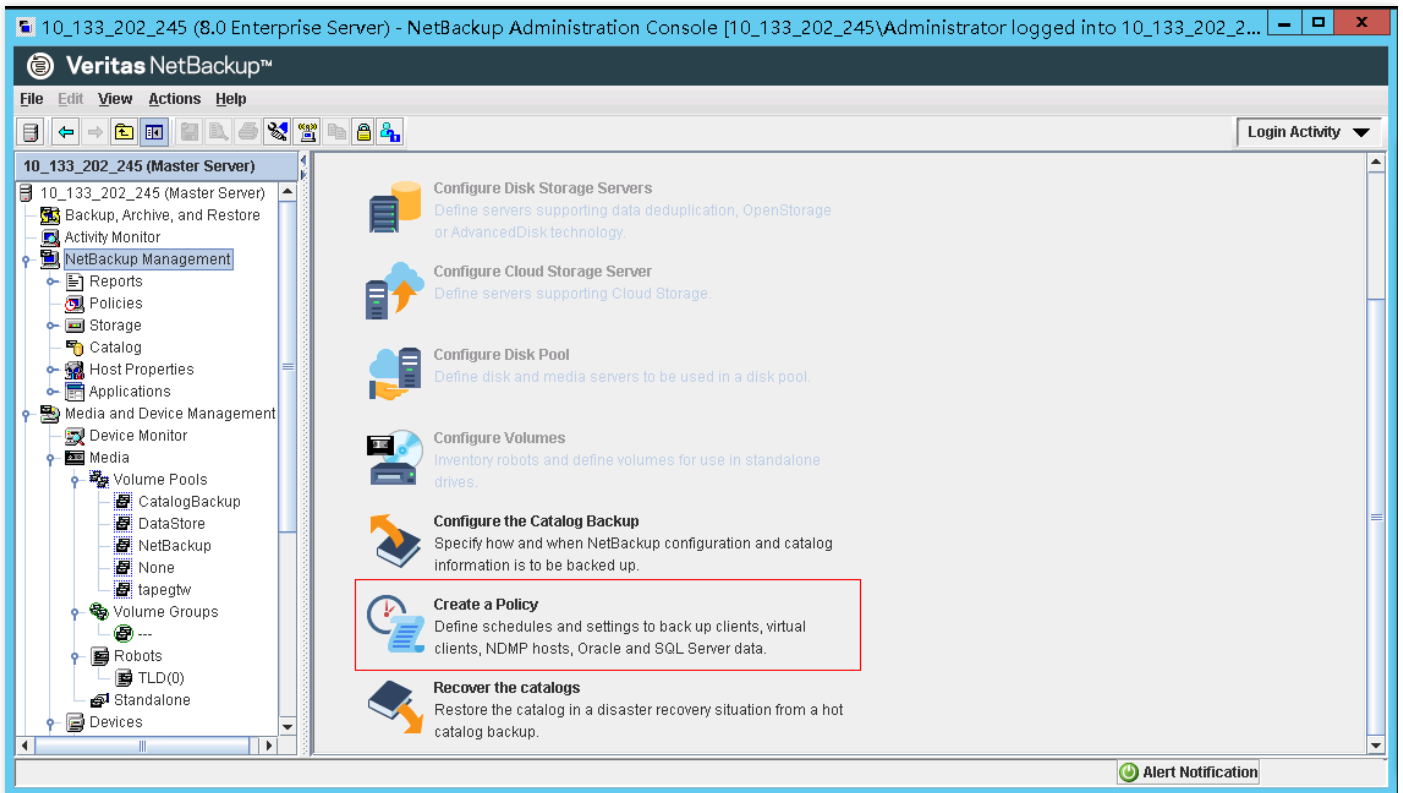 10_133_202_245 (8.0 Enterprise Server) - NetBackup Administration Console [10_133_202_245\Administrator logged into 10_133_202_2...
Veritas NetBackup™
File Edit View Actions Help
Login Activity
10_133_202_245 (Master Server)
10_133_202_245 (Master Server)
Backup, Archive, and Restore
Activity Monitor
NetBackup Management
Reports
Policies
Storage
Catalog
Host Properties
Applications
Media and Device Management
Device Monitor
Media
Volume Pools
CatalogBackup
DataStore
NetBackup
None
tapegtw
Volume Groups
---
Robots
TLD(0)
Standalone
Devices
Configure Disk Storage Servers
Define servers supporting data deduplication, OpenStorage
or AdvancedDisk technology.
Configure Cloud Storage Server
Define servers supporting Cloud Storage.
Configure Disk Pool
Define disk and media servers to be used in a disk pool.
Configure Volumes
Inventory robots and define volumes for use in standalone
drives.
Configure the Catalog Backup
Specify how and when NetBackup configuration and catalog
information is to be backed up.
Create a Policy
Define schedules and settings to back up clients, virtual
clients, NDMP hosts, Oracle and SQL Server data.
Recover the catalogs
Restore the catalog in a disaster recovery situation from a hot
catalog backup.
Alert Notification